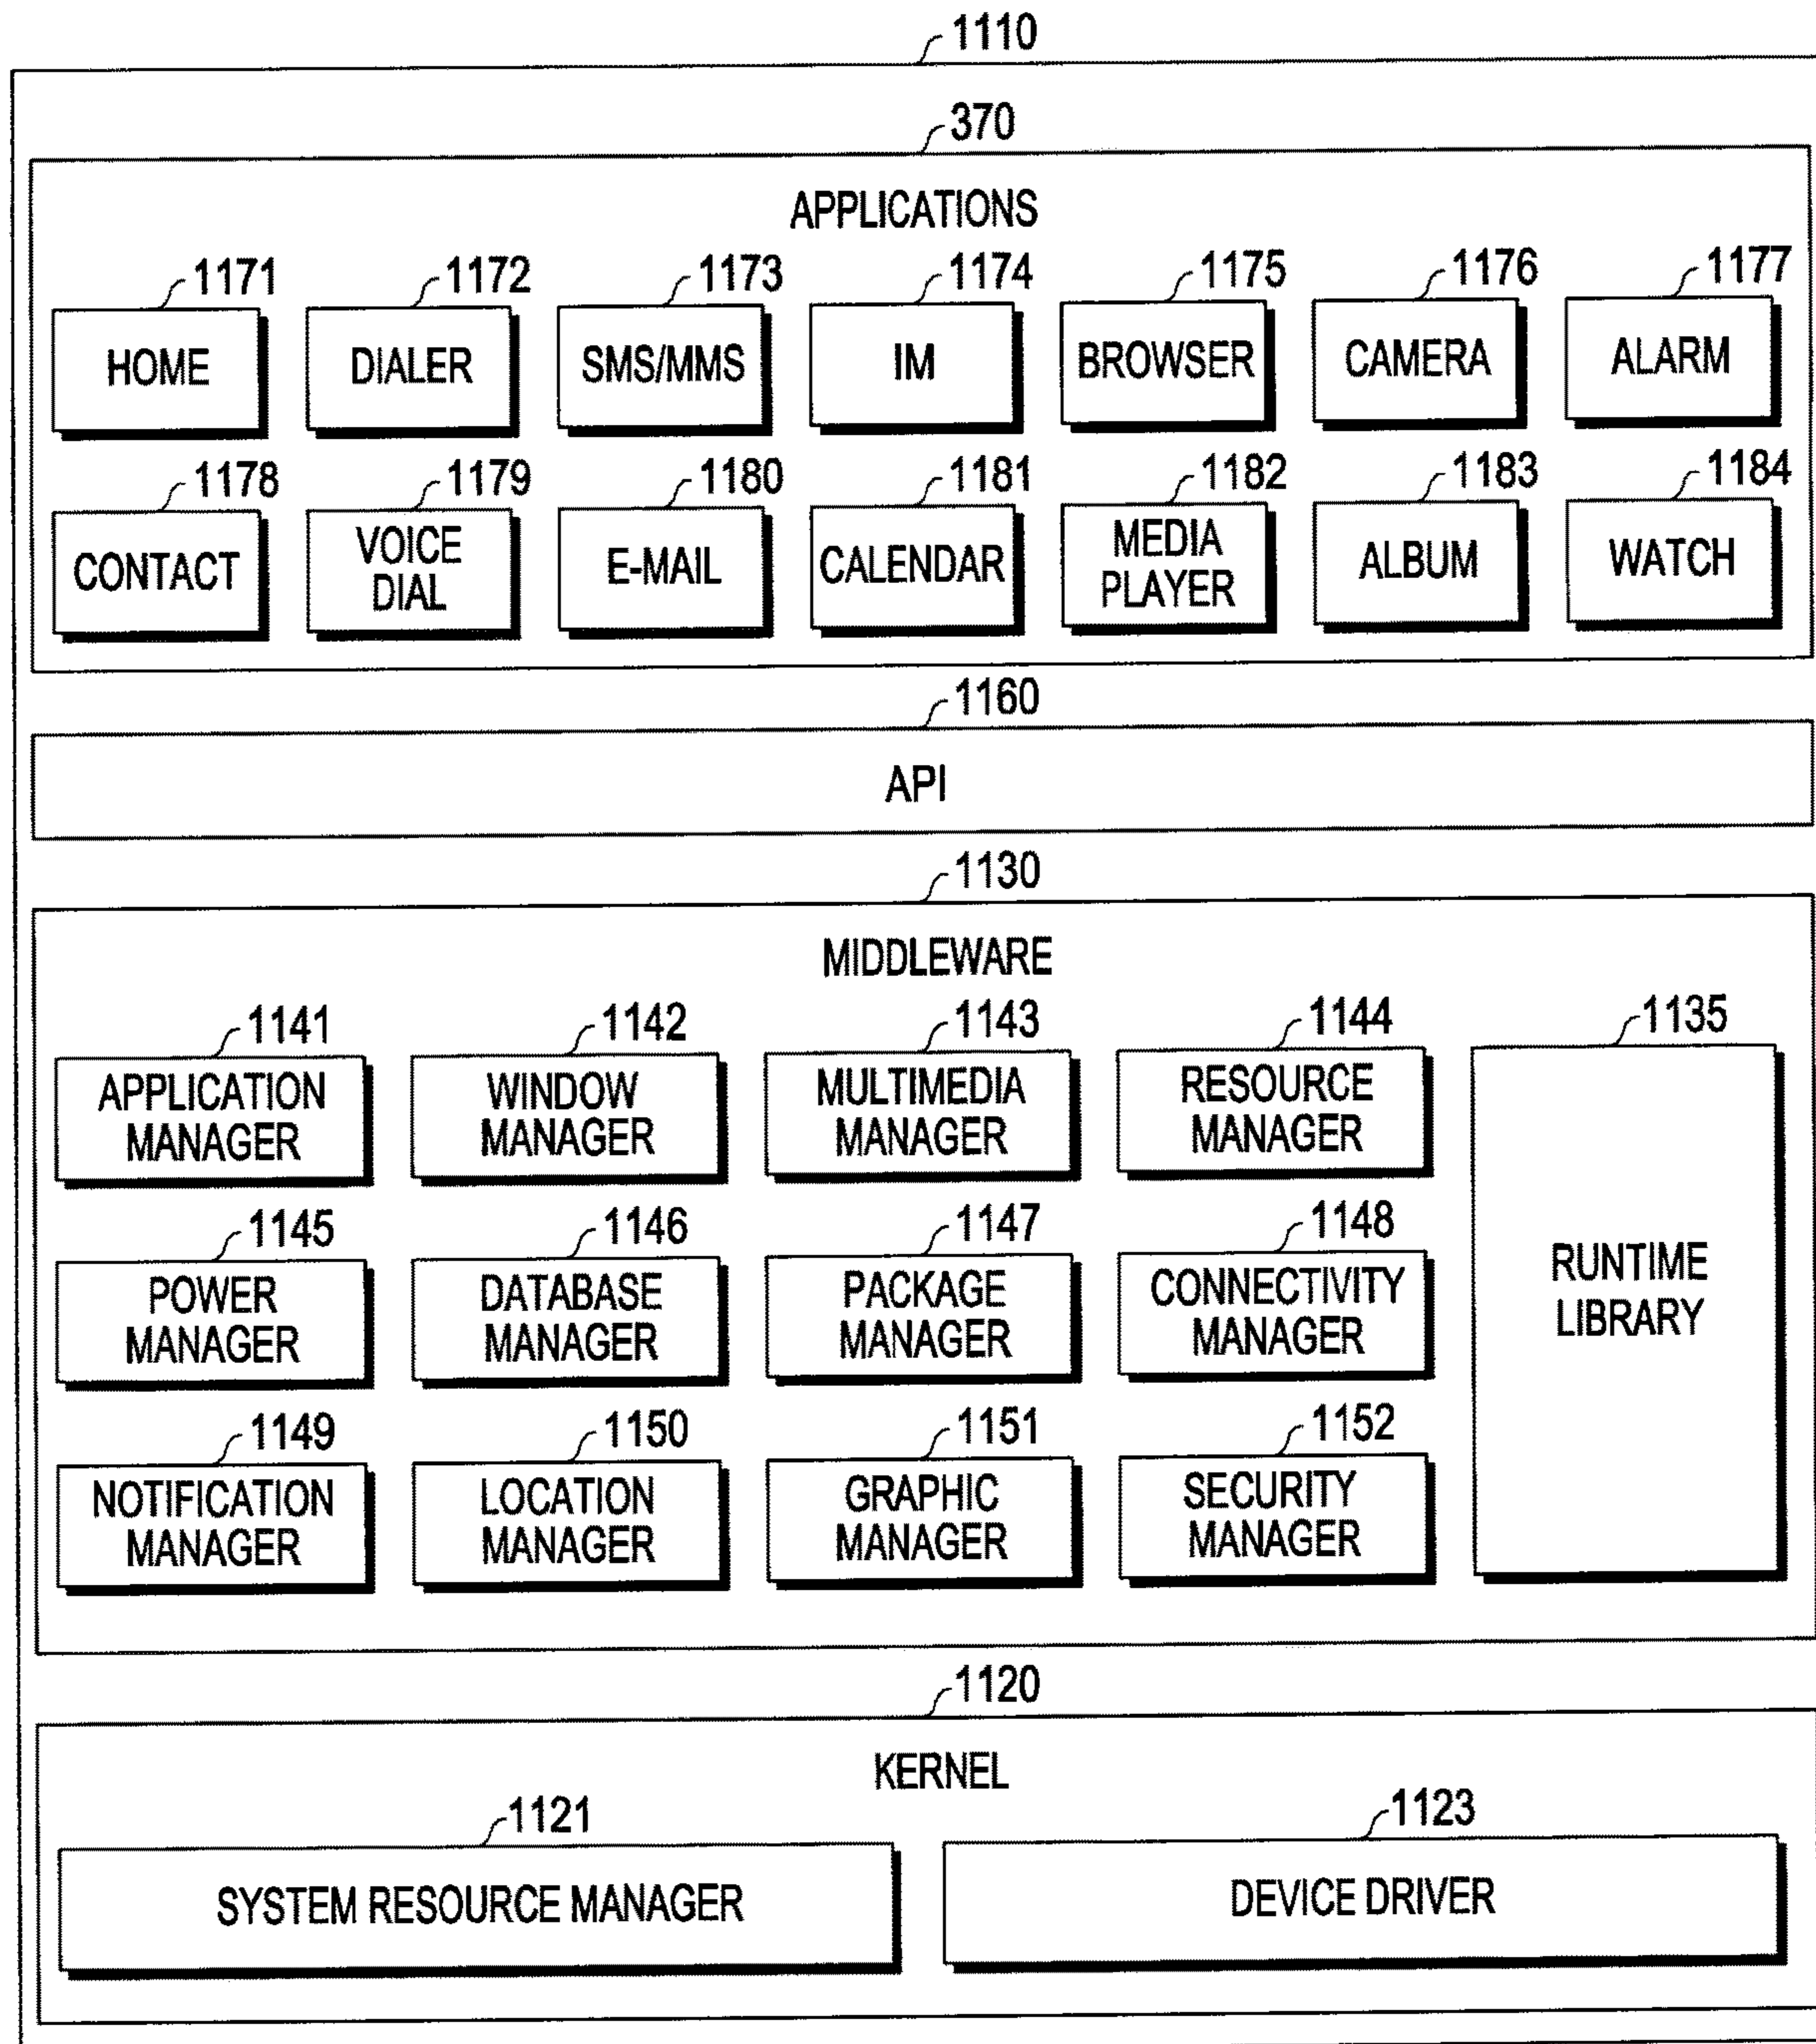 1110
370
APPLICATIONS
1171 1172 1173 1174 1175 1176 1177
HOME DIALER SMS/MMS IM BROWSER CAMERA ALARM
1178 1179 1180 1181 1182 1183 1184
CONTACT VOICE DIAL E-MAIL CALENDAR MEDIA PLAYER ALBUM WATCH
1160
API
1130
MIDDLEWARE
1141 1142 1143 1144 1135
APPLICATION MANAGER WINDOW MANAGER MULTIMEDIA MANAGER RESOURCE MANAGER
1145 1146 1147 1148
POWER MANAGER DATABASE MANAGER PACKAGE MANAGER CONNECTIVITY MANAGER RUNTIME LIBRARY
1149 1150 1151 1152
NOTIFICATION MANAGER LOCATION MANAGER GRAPHIC MANAGER SECURITY MANAGER
1120
KERNEL
1121 1123
SYSTEM RESOURCE MANAGER DEVICE DRIVER